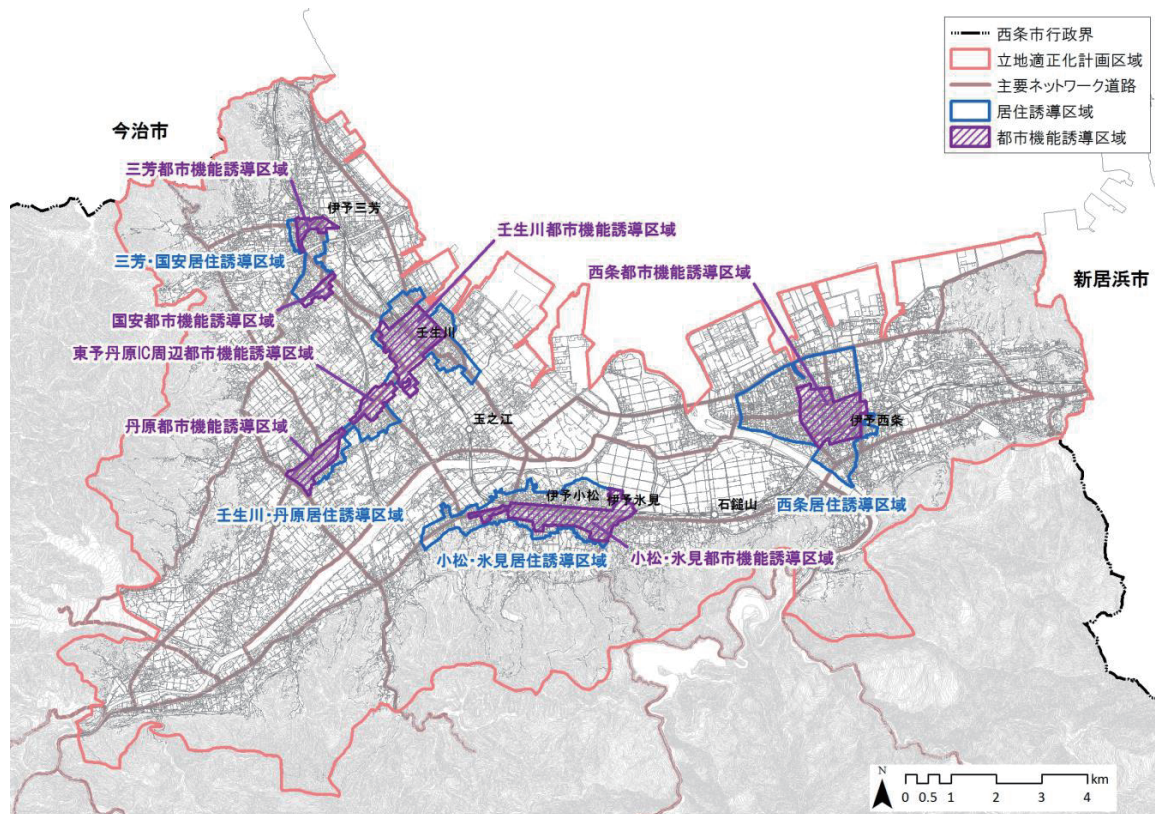 西条市行政界
立地適正化計画区域
主要ネットワーク道路
居住誘導区域
都市機能誘導区域
今治市
三芳都市機能誘導区域
伊予三芳
壬生川都市機能誘導区域
三芳・国安居住誘導区域
西条都市機能誘導区域
新居浜市
国安都市機能誘導区域
壬生川
東予丹原IC周辺都市機能誘導区域
玉之江
伊予西条
丹原都市機能誘導区域
伊予小松
伊予氷見
石鎚山
西条居住誘導区域
壬生川・丹原居住誘導区域
小松・氷見居住誘導区域
小松・氷見都市機能誘導区域
N
km
0 0.5 1 2 3 4